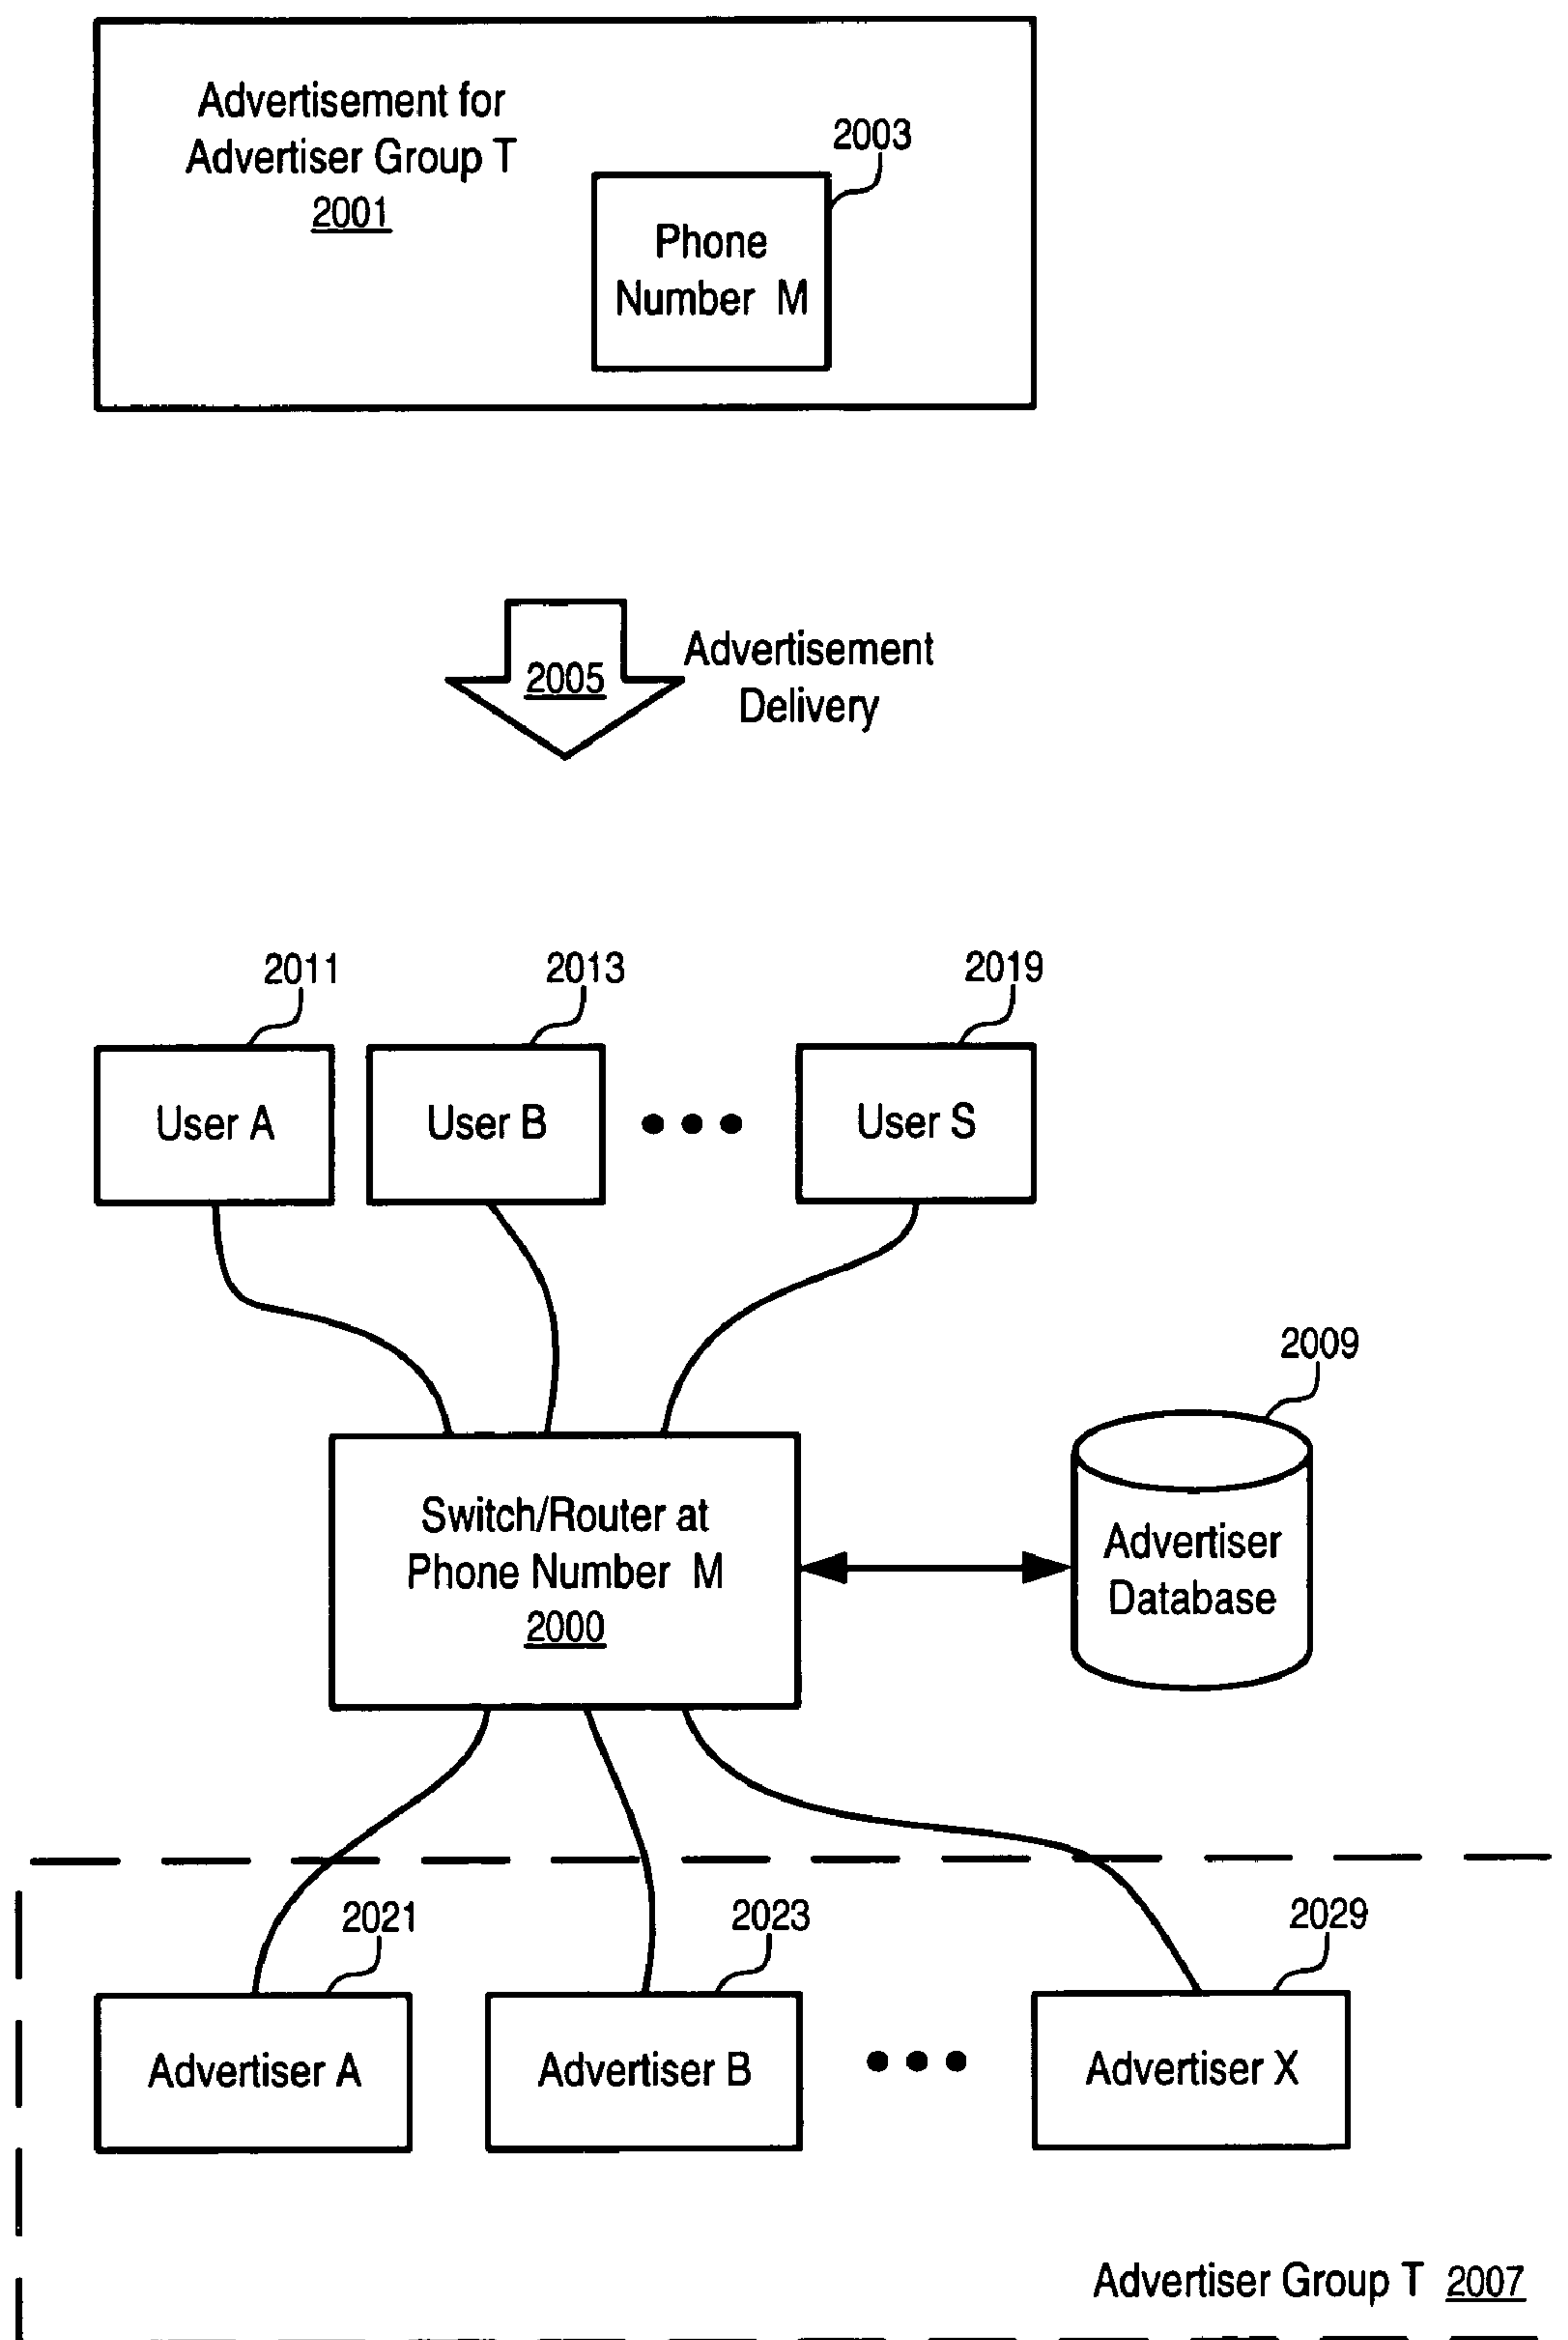 Advertisement for
Advertiser Group T
2001
2003
Phone
Number M
2005
Advertisement
Delivery
2011
2013
2019
User A
User B
User S
2009
Switch/Router at
Phone Number M
2000
Advertiser
Database
2021
2023
2029
Advertiser A
Advertiser B
Advertiser X
Advertiser Group T 2007